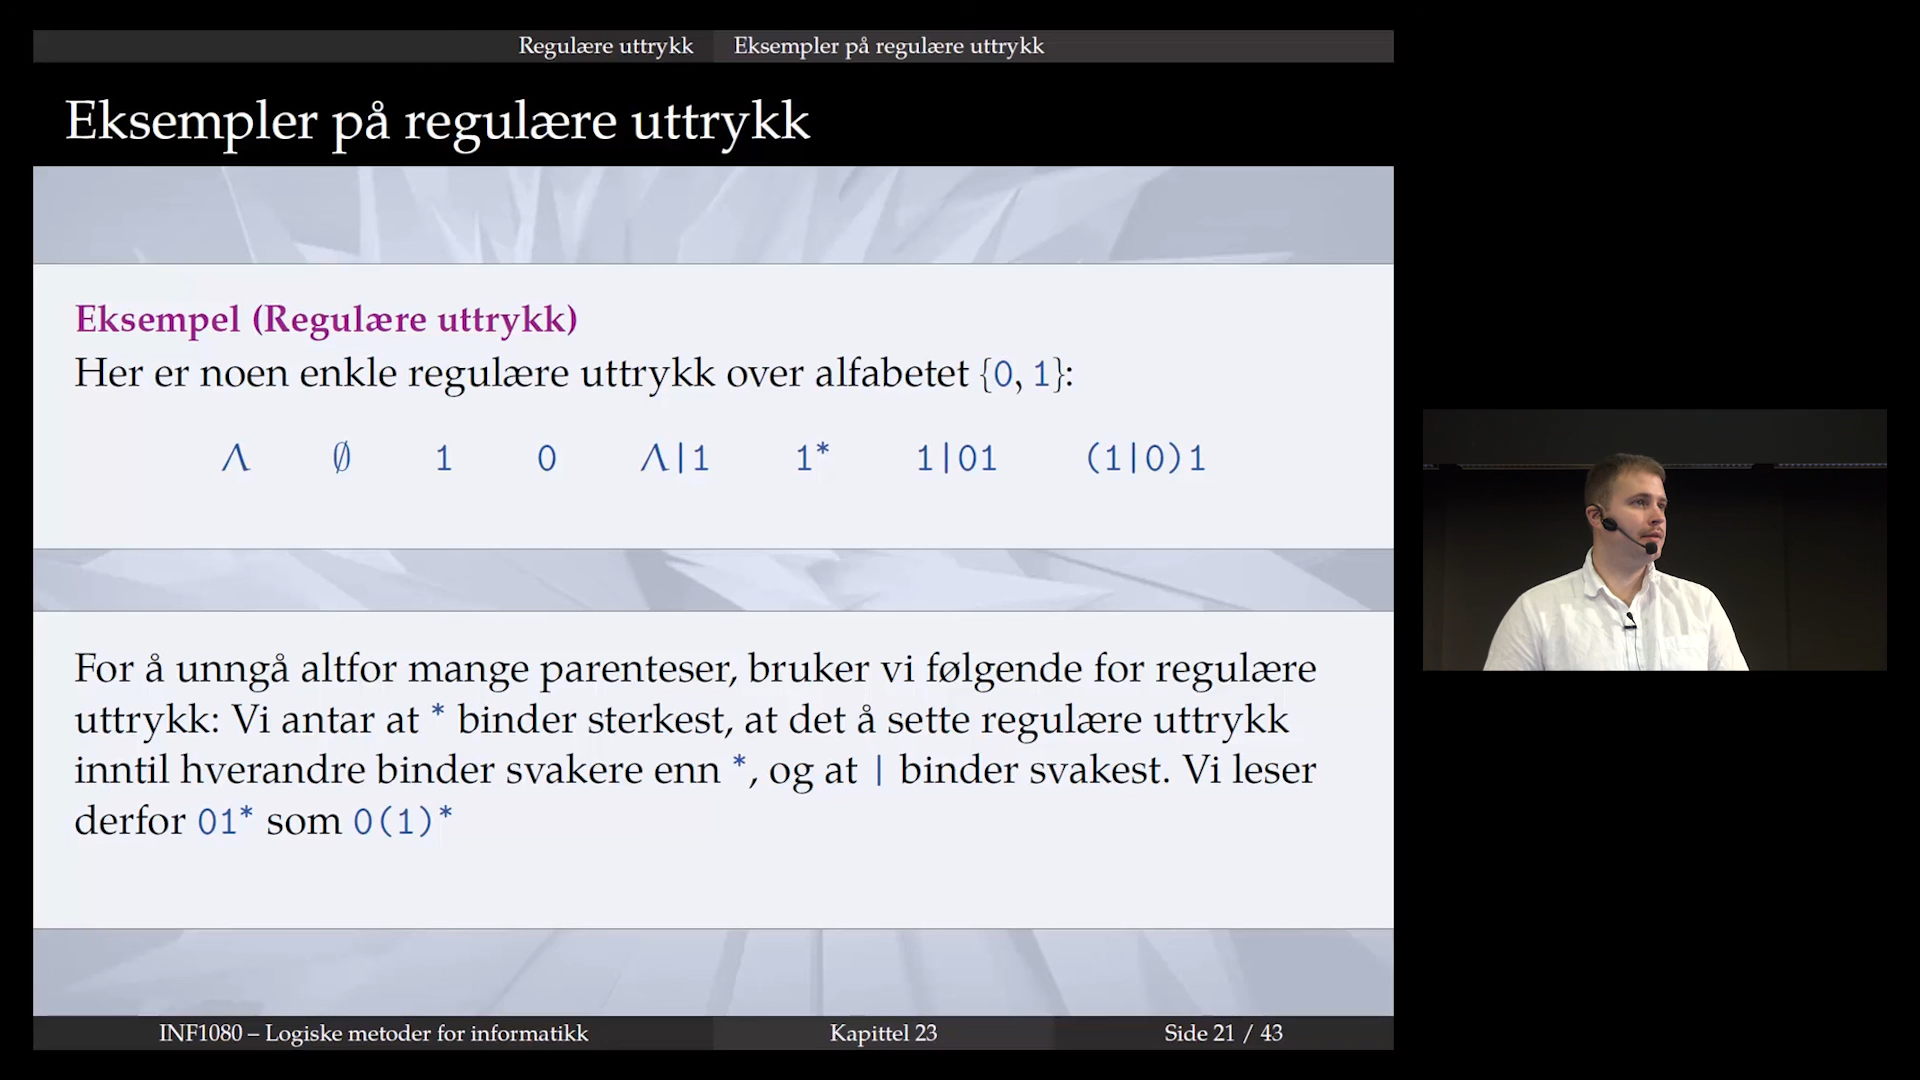 Regulære uttrykk Eksempler på regulære uttrykk
Eksempler på regulære uttrykk
Eksempel (Regulære uttrykk)
Her er noen enkle regulære uttrykk over alfabetet {0, 1}:
Λ ∅ 1 0 Λ|1 1* 1|01 (1|0)1
For å unngå altfor mange parenteser, bruker vi følgende for regulære
uttrykk: Vi antar at * binder sterkest, at det å sette regulære uttrykk
inntil hverandre binder svakere enn *, og at | binder svakest. Vi leser
derfor 01* som 0(1)*
INF1080 – Logiske metoder for informatikk Kapittel 23 Side 21 / 43